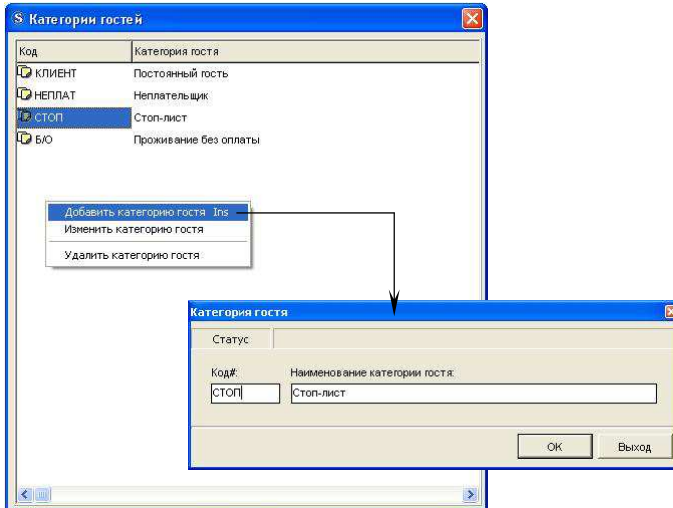 S Категории гостей
Код Категория гостя
КЛИЕНТ Постоянный гость
НЕПЛАТ Неплательщик
СТОП Стоп-лист
Б/О Проживание без оплаты
Добавить категорию гостя Ins
Изменить категорию гостя
Удалить категорию гостя
Категория гостя
Статус
Код#: Наименование категории гостя:
СТОП Стоп-лист
ОК Выход